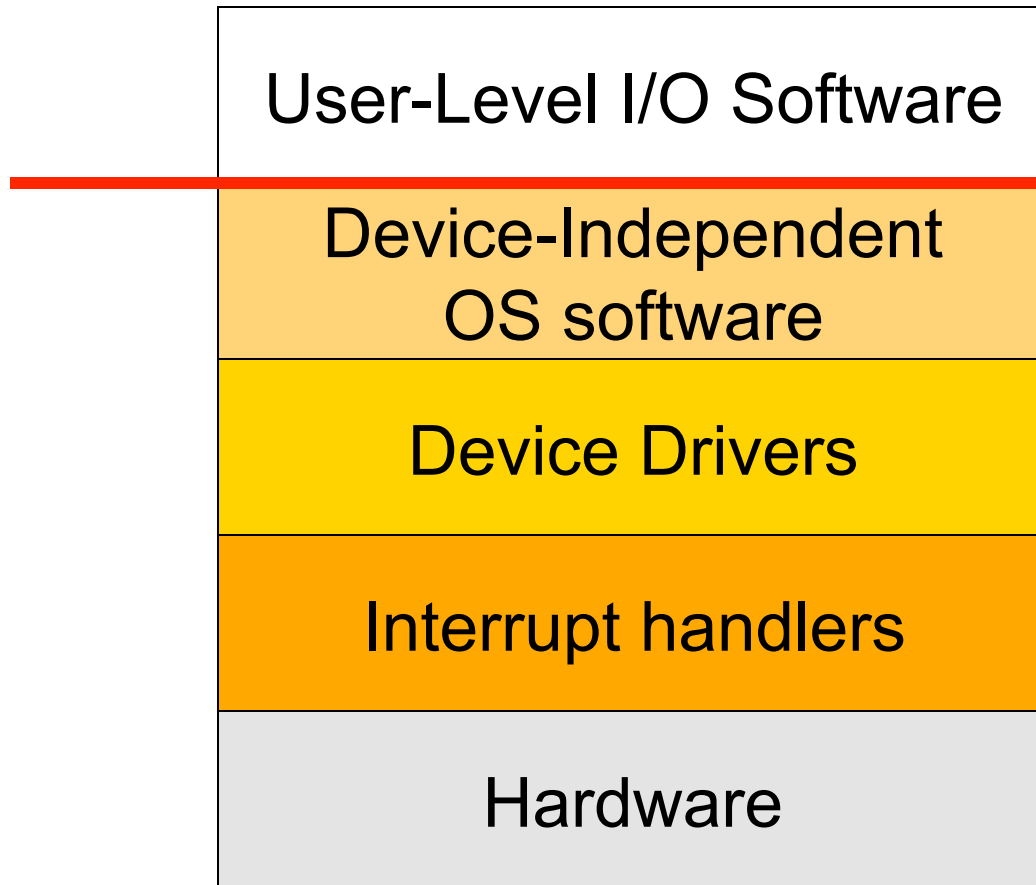 User-Level I/O Software
Device-Independent
OS software
Device Drivers
Interrupt handlers
Hardware